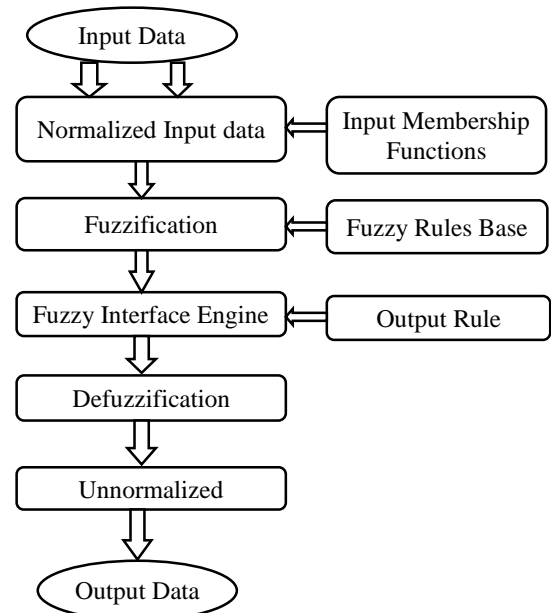 Input Data
Normalized Input data
Input Membership
Functions
Fuzzification
Fuzzy Rules Base
Fuzzy Interface Engine
Output Rule
Defuzzification
Unnormalized
Output Data